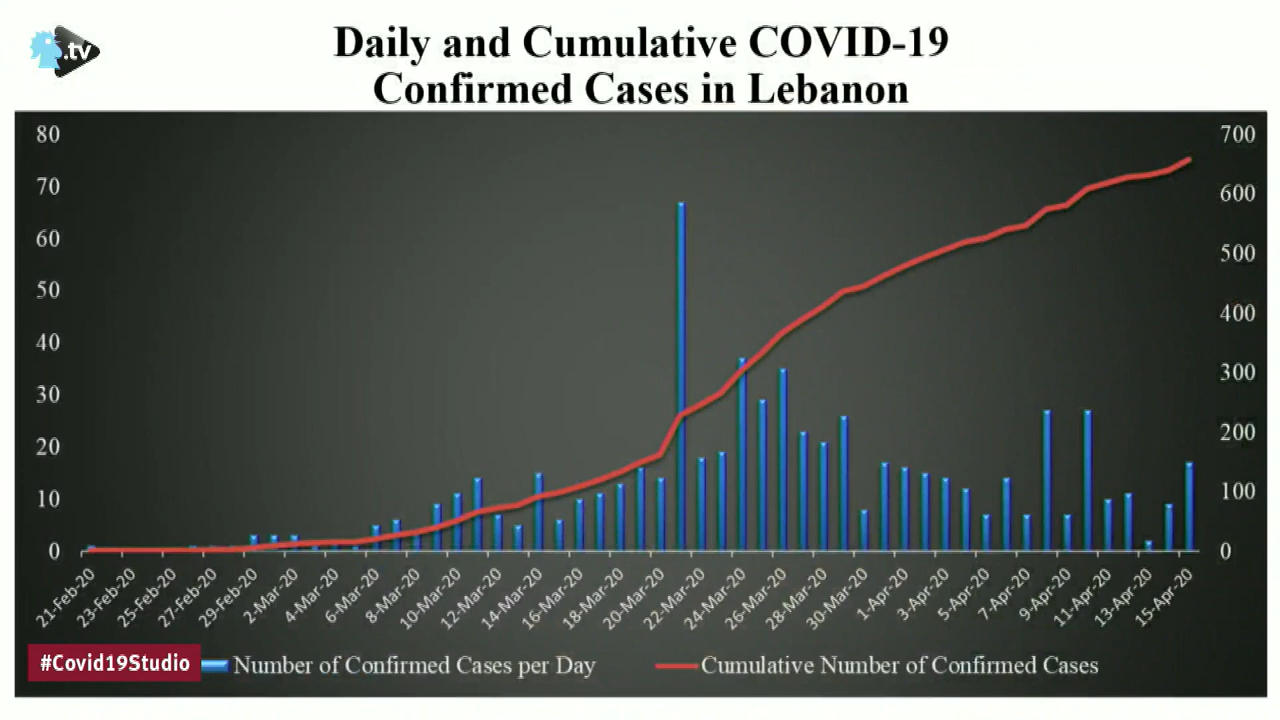 .tv
Daily and Cumulative COVID-19
Confirmed Cases in Lebanon
80
70
60
50
40
30
20
10
0
700
600
500
400
300
200
100
0
21-Feb-20
23-Feb-20
25-Feb-20
27-Feb-20
29-Feb-20
2-Mar-20
4-Mar-20
6-Mar-20
8-Mar-20
10-Mar-20
12-Mar-20
14-Mar-20
16-Mar-20
18-Mar-20
20-Mar-20
22-Mar-20
24-Mar-20
26-Mar-20
28-Mar-20
30-Mar-20
1-Apr-20
3-Apr-20
5-Apr-20
7-Apr-20
9-Apr-20
11-Apr-20
13-Apr-20
15-Apr-20
#Covid19Studio
Number of Confirmed Cases per Day
Cumulative Number of Confirmed Cases